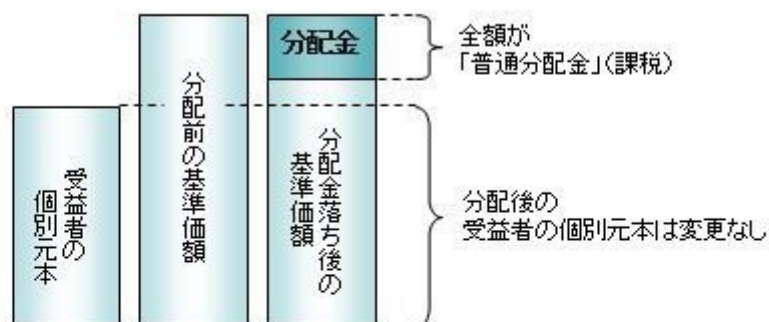 受益者の
個別元本
分配前の基準価額
分配金
分配金落ち後の
基準価額
全額が
「普通分配金」(課税)
分配後の
受益者の個別元本は変更なし